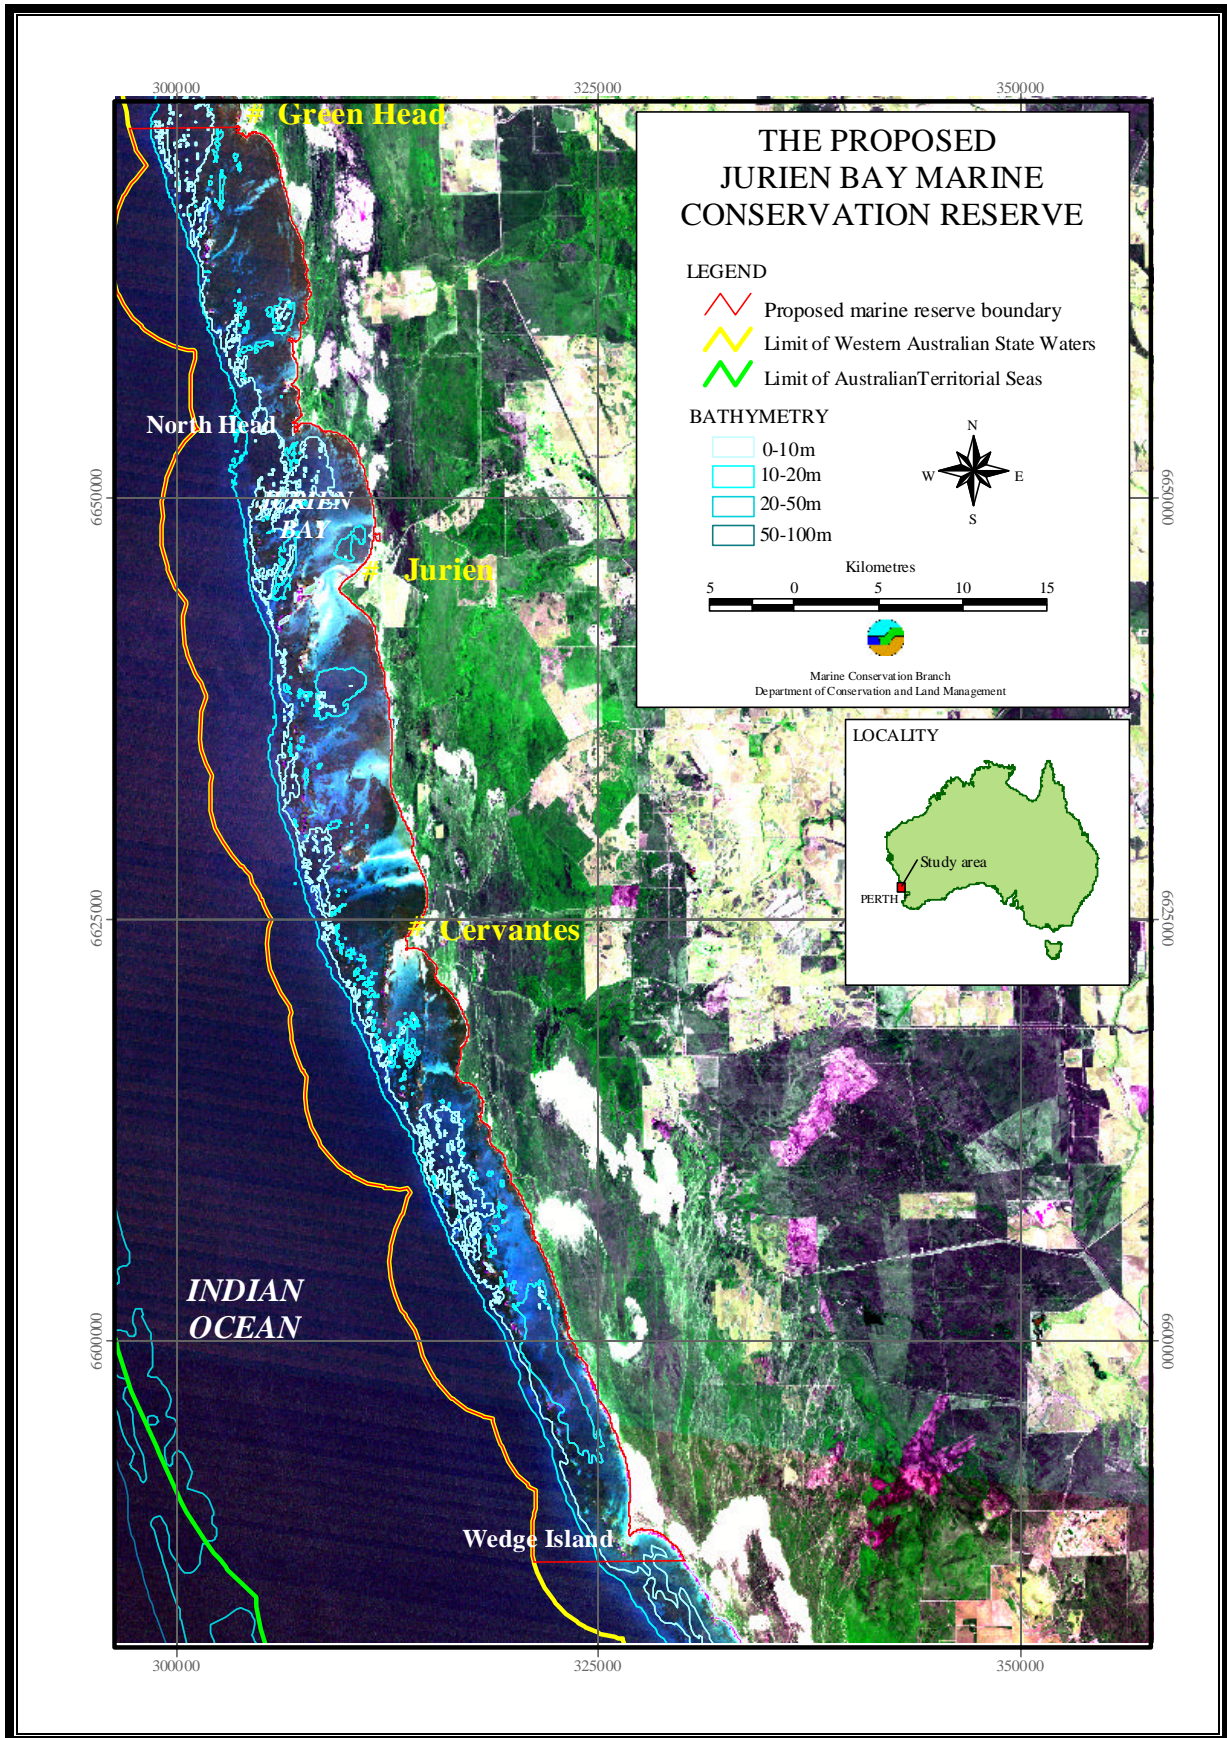 300000
325000
350000
# Green Head
THE PROPOSED
JURIEN BAY MARINE
CONSERVATION RESERVE
LEGEND
Proposed marine reserve boundary
Limit of Western Australian State Waters
Limit of AustralianTerritorial Seas
BATHYMETRY
0-10m
10-20m
20-50m
50-100m
N
W
E
S
Kilometres
5 0 5 10 15
Marine Conservation Branch
Department of Conservation and Land Management
North Head
6650000
6650000
JURIEN
BAY
# Jurien
LOCALITY
Study area
PERTH
6625000
6625000
# Cervantes
INDIAN
OCEAN
6600000
6600000
Wedge Island
300000
325000
350000